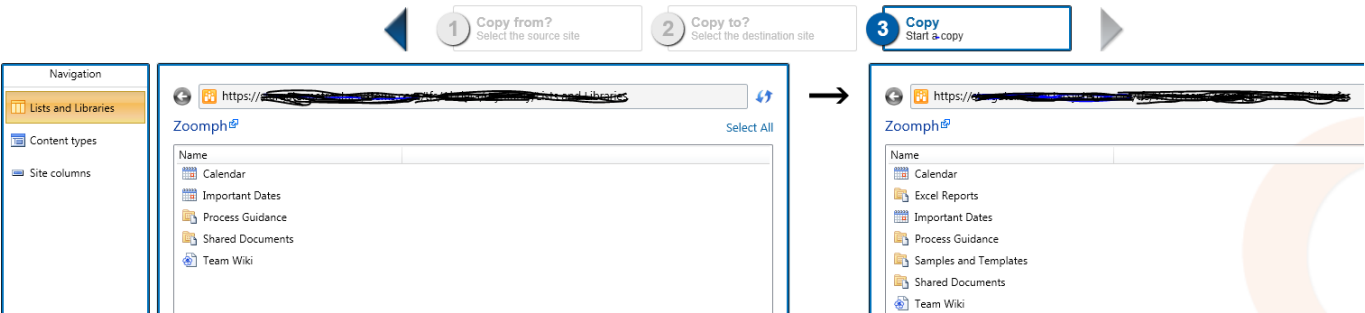 1 Copy from?
Select the source site
2 Copy to?
Select the destination site
3 Copy
Start a copy
Navigation
Lists and Libraries
Content types
Site columns
https://
Zoomph
Select All
Name
Calendar
Important Dates
Process Guidance
Shared Documents
Team Wiki
https://
Zoomph
Name
Calendar
Excel Reports
Important Dates
Process Guidance
Samples and Templates
Shared Documents
Team Wiki